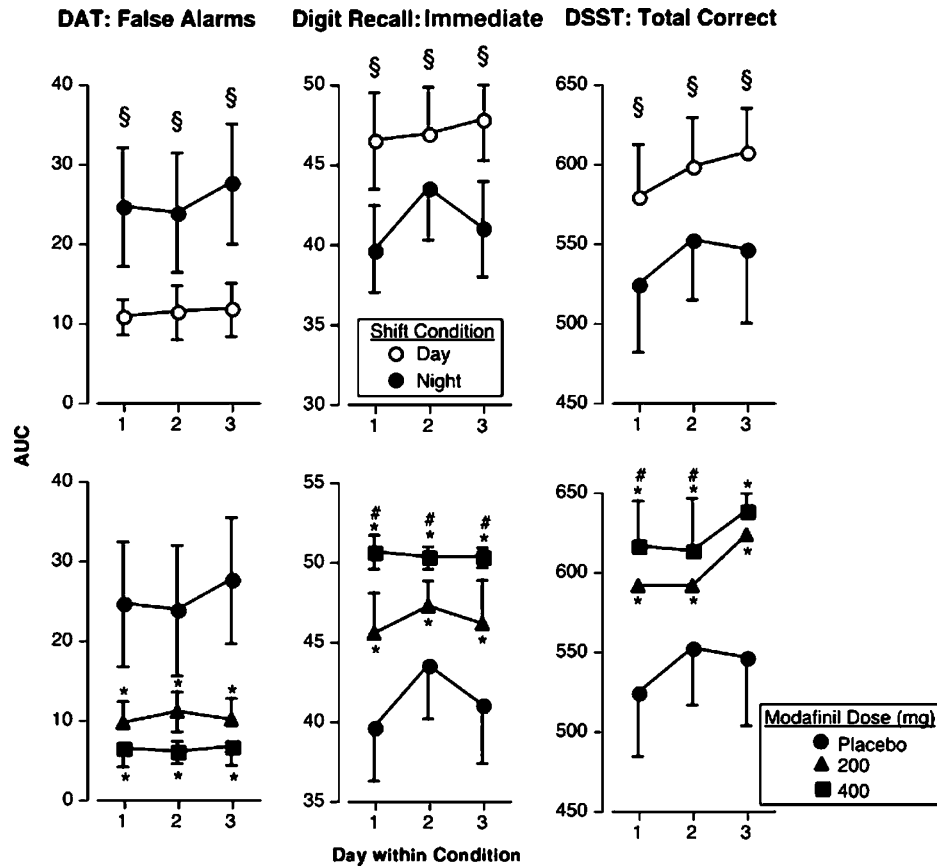 DAT: False Alarms
Digit Recall: Immediate
DSST: Total Correct
40
30
20
10
0
§ § §
1 2 3
50
45
40
35
30
§ § §
Shift Condition
Day
Night
1 2 3
650
600
550
500
450
§ § §
1 2 3
AUC
40
30
20
10
0
* * *
* * *
1 2 3
55
50
45
40
35
# # #
* * *
* * *
1 2 3
650
600
550
500
450
# #
* * *
* * *
1 2 3
Modafinil Dose (mg)
Placebo
200
400
Day within Condition